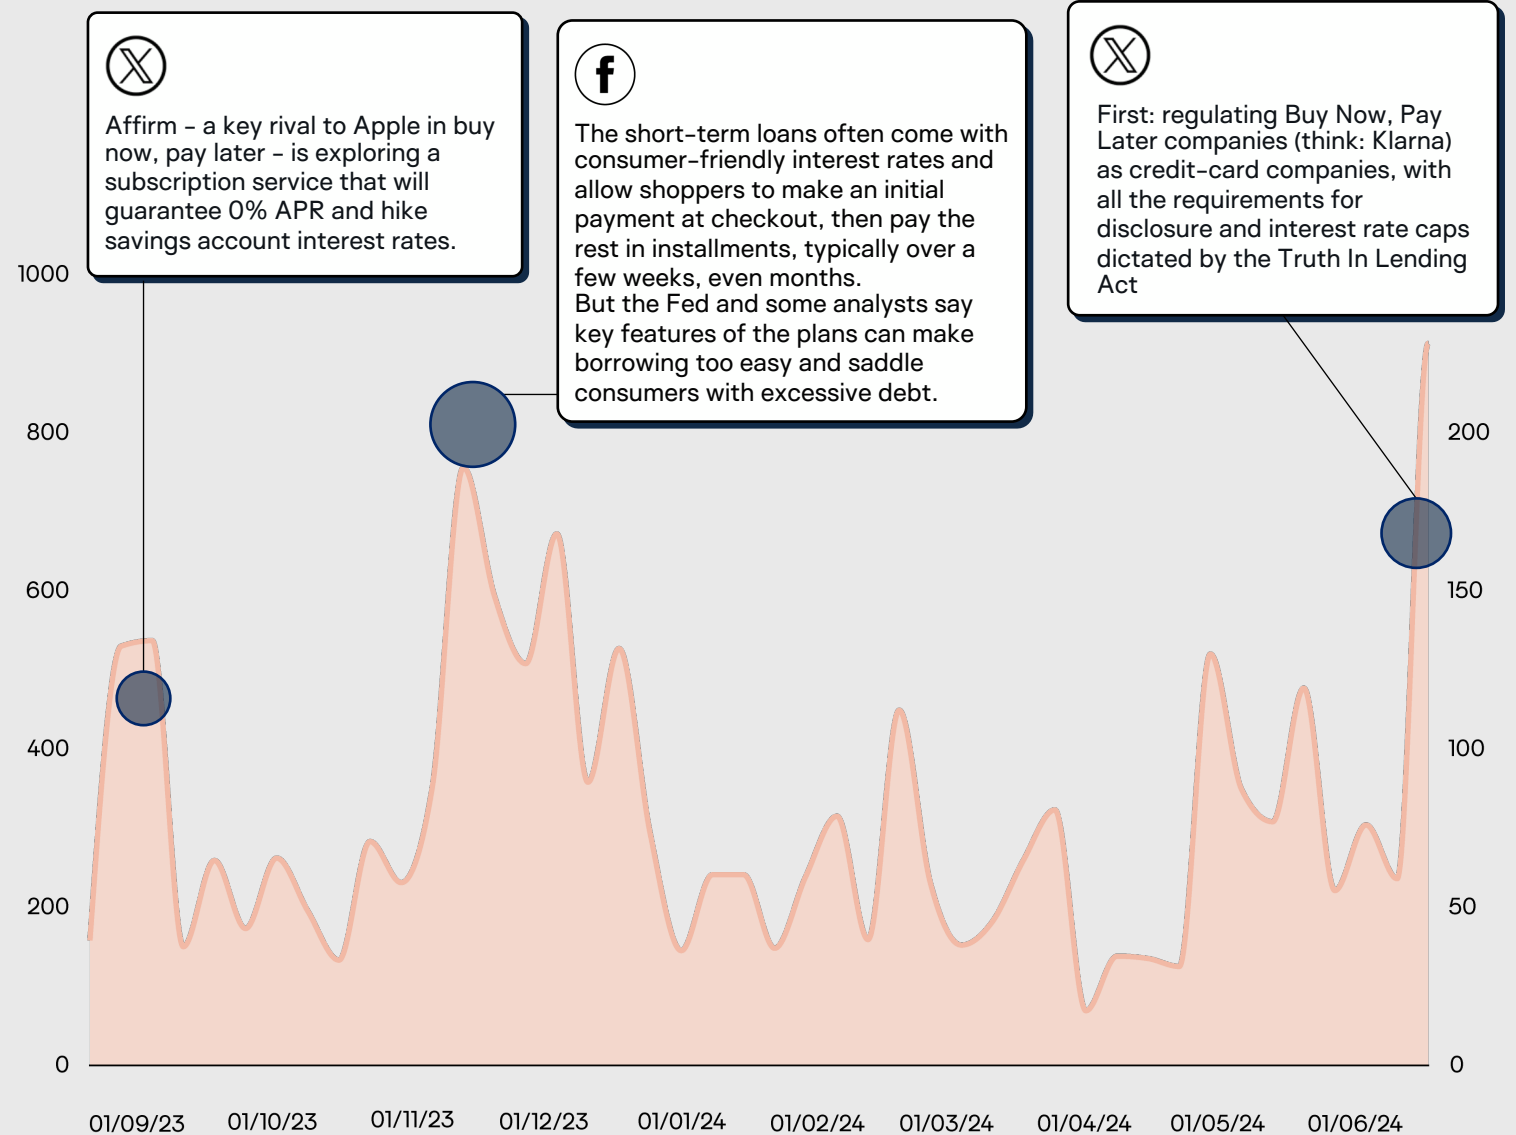 Affirm – a key rival to Apple in buy
now, pay later – is exploring a
subscription service that will
guarantee 0% APR and hike
savings account interest rates.
The short-term loans often come with
consumer-friendly interest rates and
allow shoppers to make an initial
payment at checkout, then pay the
rest in installments, typically over a
few weeks, even months.
But the Fed and some analysts say
key features of the plans can make
borrowing too easy and saddle
consumers with excessive debt.
First: regulating Buy Now, Pay
Later companies (think: Klarna)
as credit-card companies, with
all the requirements for
disclosure and interest rate caps
dictated by the Truth In Lending
Act
1000
800
600
400
200
0
200
150
100
50
0
01/09/23 01/10/23 01/11/23 01/12/23 01/01/24 01/02/24 01/03/24 01/04/24 01/05/24 01/06/24